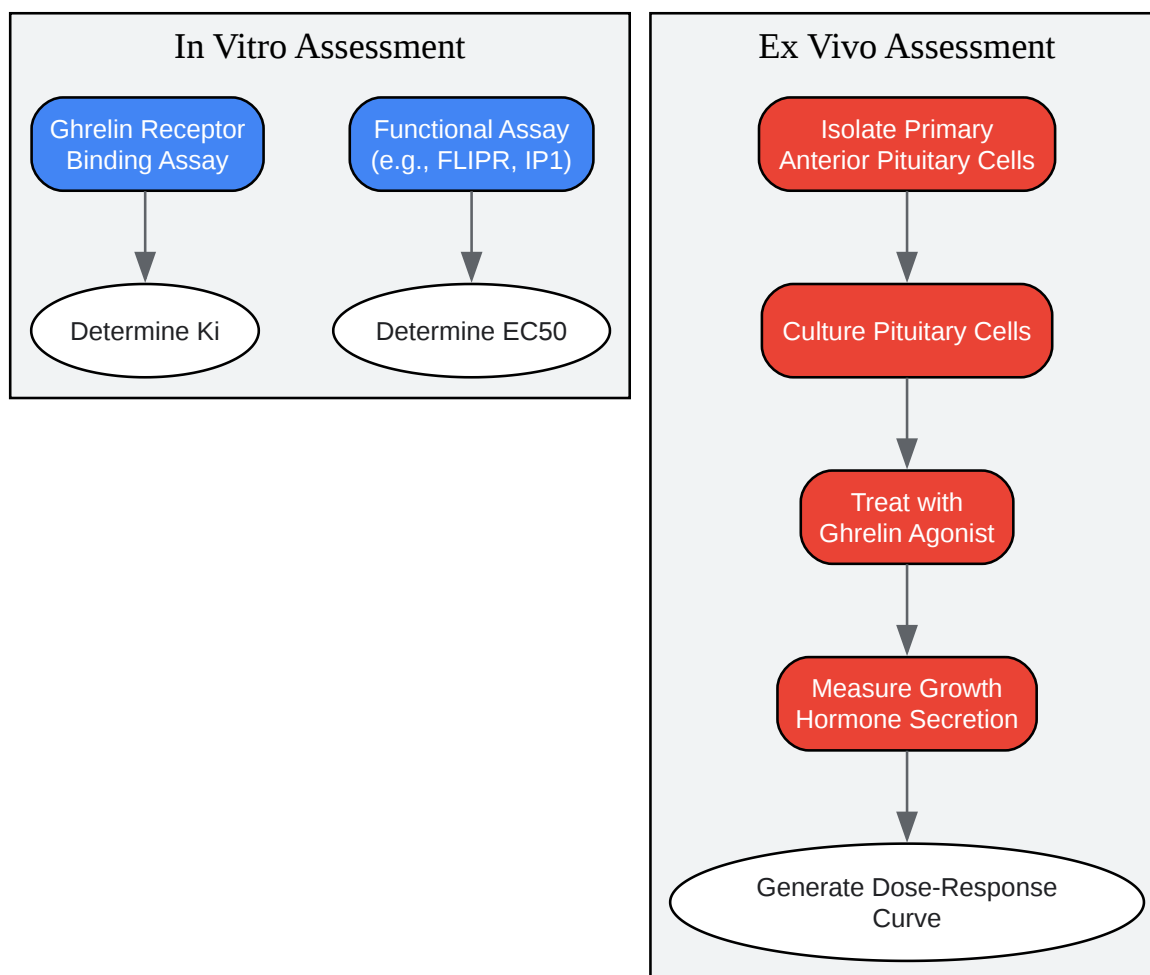 In Vitro Assessment
Ghrelin Receptor
Binding Assay
Functional Assay
(e.g., FLIPR, IP1)
Determine Ki
Determine EC50
Ex Vivo Assessment
Isolate Primary
Anterior Pituitary Cells
Culture Pituitary Cells
Treat with
Ghrelin Agonist
Measure Growth
Hormone Secretion
Generate Dose-Response
Curve